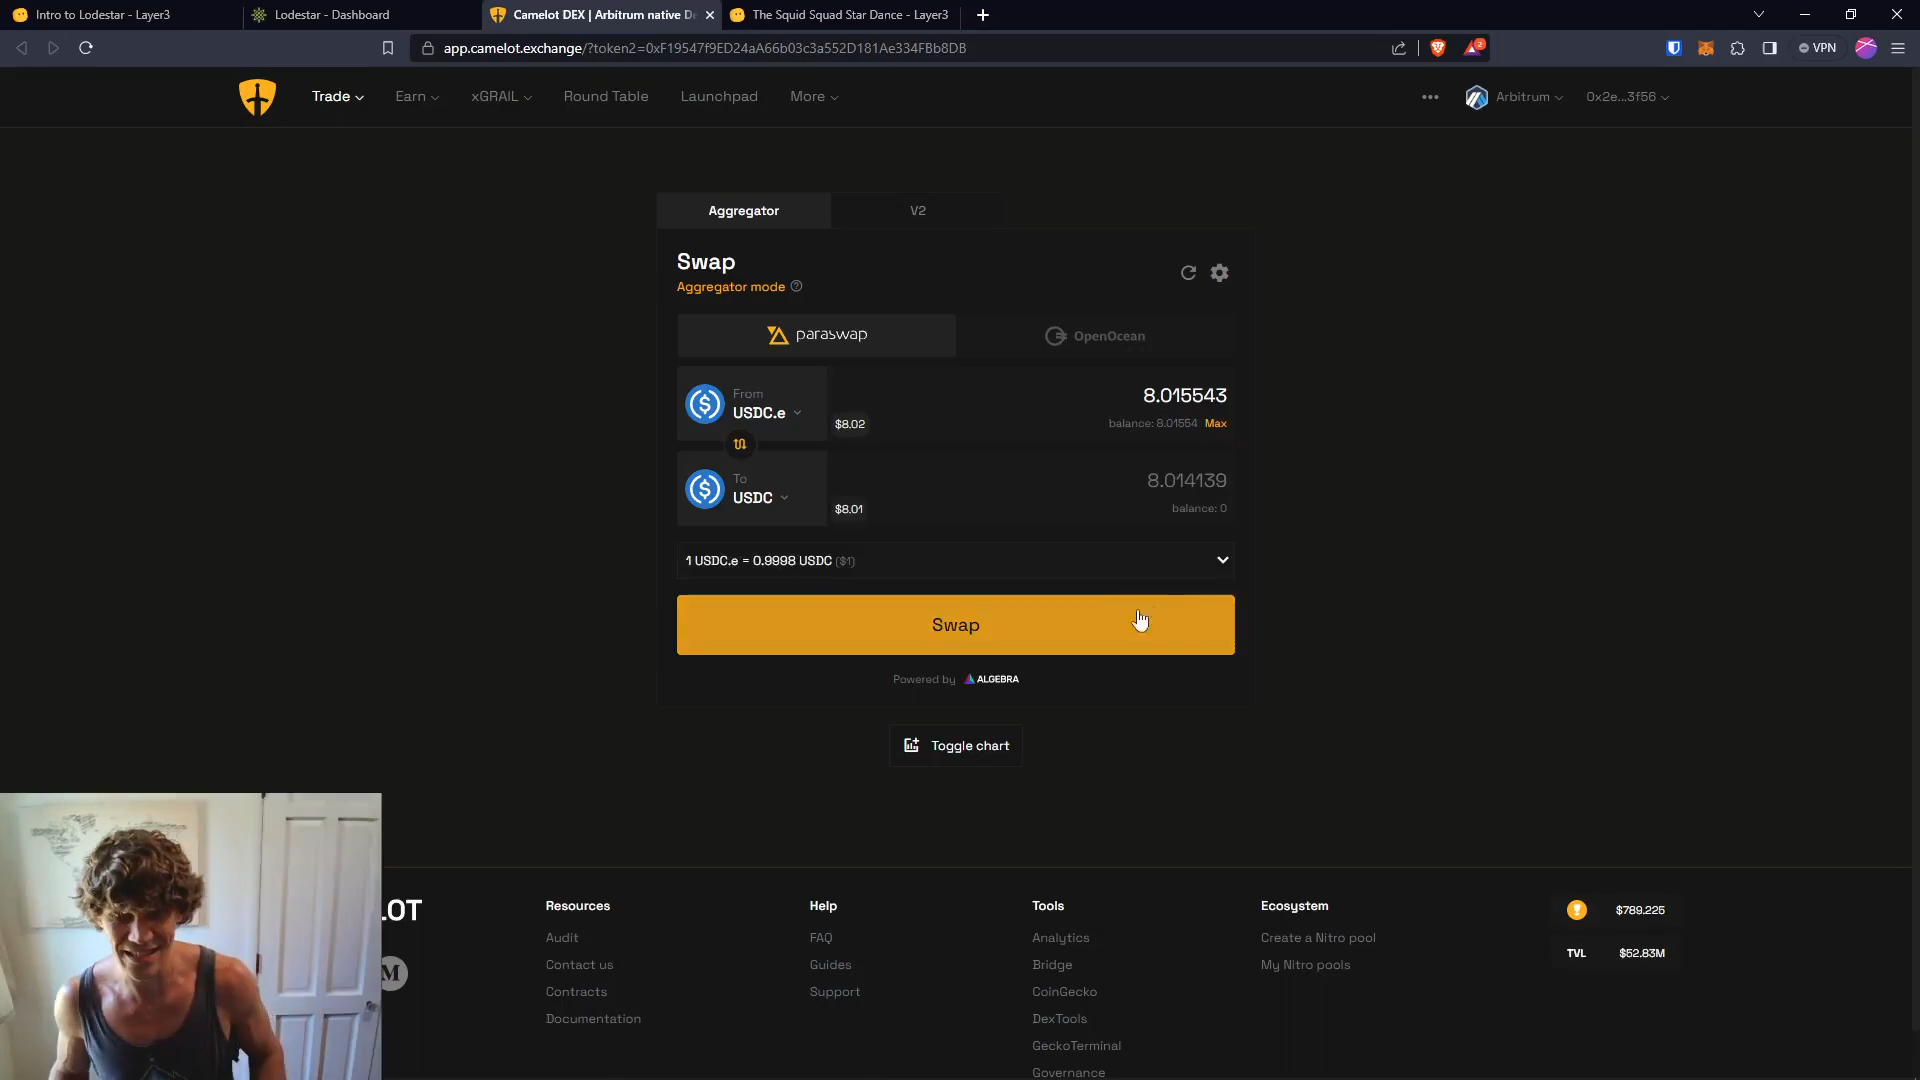 Intro to Lodestar - Layer3
Lodestar - Dashboard
Camelot DEX | Arbitrum native D
The Squid Squad Star Dance - Layer3
app.camelot.exchange/?token2=0xF19547f9ED24aA66b03c3a552D181Ae334FBb8DB
2
VPN
Trade
Earn
xGRAIL
Round Table
Launchpad
More
Arbitrum
0x2e...3f56
Aggregator
V2
Swap
Aggregator mode
paraswap
OpenOcean
From
USDC.e
$8.02
8.015543
balance: 8.01554 Max
To
USDC
$8.01
8.014139
balance: 0
1 USDC.e = 0.9998 USDC ($1)
Swap
Powered by ALGEBRA
Toggle chart
LOT
M
Resources
Audit
Contact us
Contracts
Documentation
Help
FAQ
Guides
Support
Tools
Analytics
Bridge
CoinGecko
DexTools
GeckoTerminal
Governance
Ecosystem
Create a Nitro pool
My Nitro pools
$789.225
TVL $52.83M